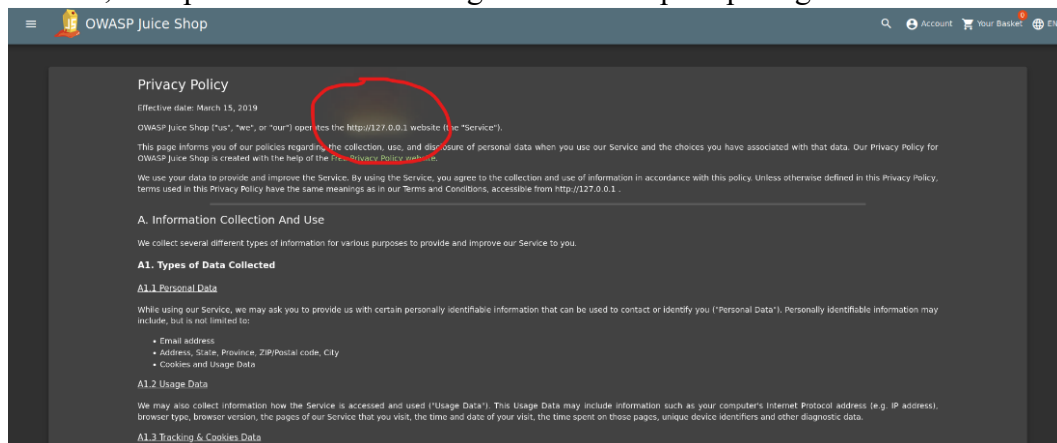 OWASP Juice Shop
Account
Your Basket
0
EN
Privacy Policy
Effective date: March 15, 2019
OWASP Juice Shop ("us", "we", or "our") operates the http://127.0.0.1 website (the "Service").
This page informs you of our policies regarding the collection, use, and disclosure of personal data when you use our Service and the choices you have associated with that data. Our Privacy Policy for
OWASP Juice Shop is created with the help of the Free Privacy Policy website.
We use your data to provide and improve the Service. By using the Service, you agree to the collection and use of information in accordance with this policy. Unless otherwise defined in this Privacy Policy,
terms used in this Privacy Policy have the same meanings as in our Terms and Conditions, accessible from http://127.0.0.1 .
A. Information Collection And Use
We collect several different types of information for various purposes to provide and improve our Service to you.
A1. Types of Data Collected
A1.1 Personal Data
While using our Service, we may ask you to provide us with certain personally identifiable information that can be used to contact or identify you ("Personal Data"). Personally identifiable information may
include, but is not limited to:
• Email address
• Address, State, Province, ZIP/Postal code, City
• Cookies and Usage Data
A1.2 Usage Data
We may also collect information how the Service is accessed and used ("Usage Data"). This Usage Data may include information such as your computer's Internet Protocol address (e.g. IP address),
browser type, browser version, the pages of our Service that you visit, the time and date of your visit, the time spent on those pages, unique device identifiers and other diagnostic data.
A1.3 Tracking & Cookies Data